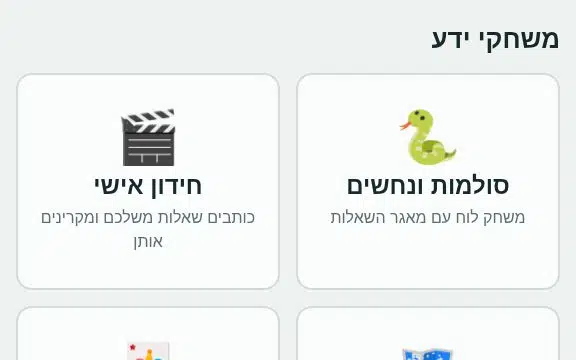 משחקי ידע
סולמות ונחשים
משחק לוח עם מאגר השאלות
חידון אישי
כותבים שאלות משלכם ומקרינים
אותן